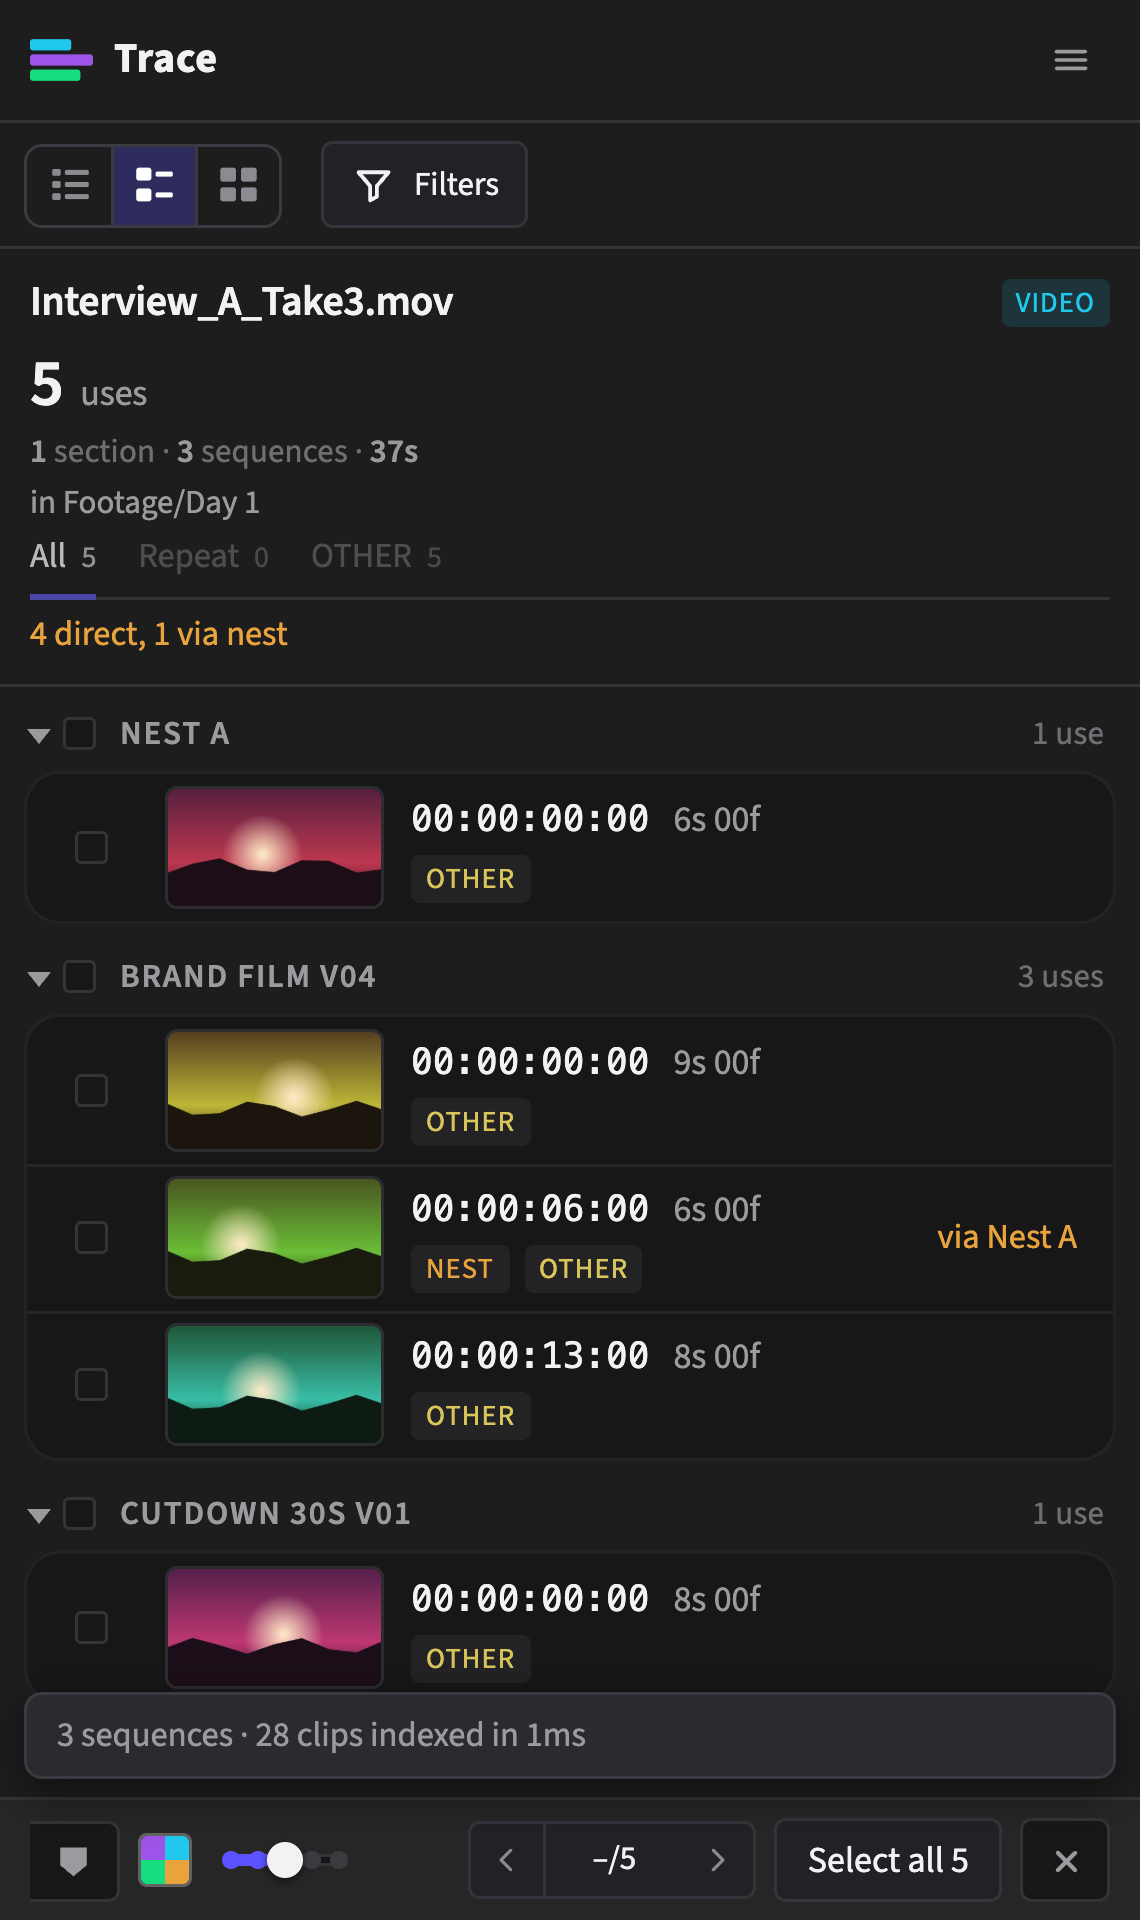 Trace
Filters
Interview_A_Take3.mov
VIDEO
5 uses
1 section · 3 sequences · 37s
in Footage/Day 1
All 5 Repeat 0 OTHER 5
4 direct, 1 via nest
NEST A
1 use
00:00:00:00 6s 00f
OTHER
BRAND FILM V04
3 uses
00:00:00:00 9s 00f
OTHER
00:00:06:00 6s 00f
NEST OTHER
via Nest A
00:00:13:00 8s 00f
OTHER
CUTDOWN 30S V01
1 use
00:00:00:00 8s 00f
OTHER
3 sequences · 28 clips indexed in 1ms
–/5
Select all 5